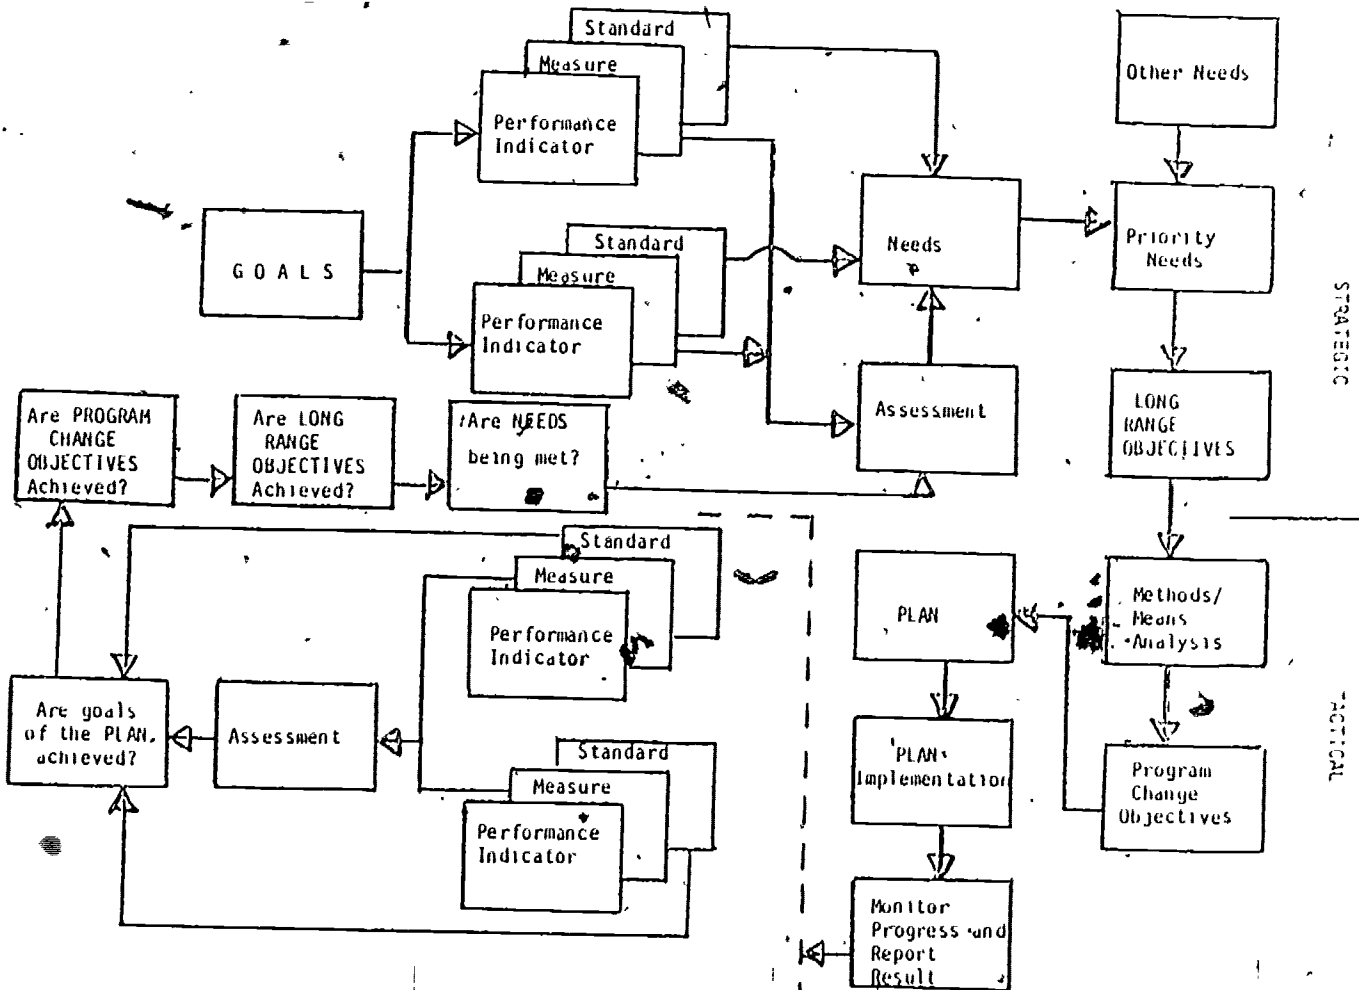 Standard
Measure
Performance
Indicator
Other Needs
GOALS
Standard
Measure
Performance
Indicator
Needs
Priority
Needs
STRATEGIC
Assessment
LONG
RANGE
OBJECTIVES
Are PROGRAM
CHANGE
OBJECTIVES
Achieved?
Are LONG
RANGE
OBJECTIVES
Achieved?
Are NEEDS
being met?
Standard
Measure
Performance
Indicator
PLAN
Methods/
Means
Analysis
Are goals
of the PLAN
achieved?
Assessment
Standard
Measure
Performance
Indicator
PLAN
Implementation
Program
Change
Objectives
TACTICAL
Monitor
Progress and
Report
Result